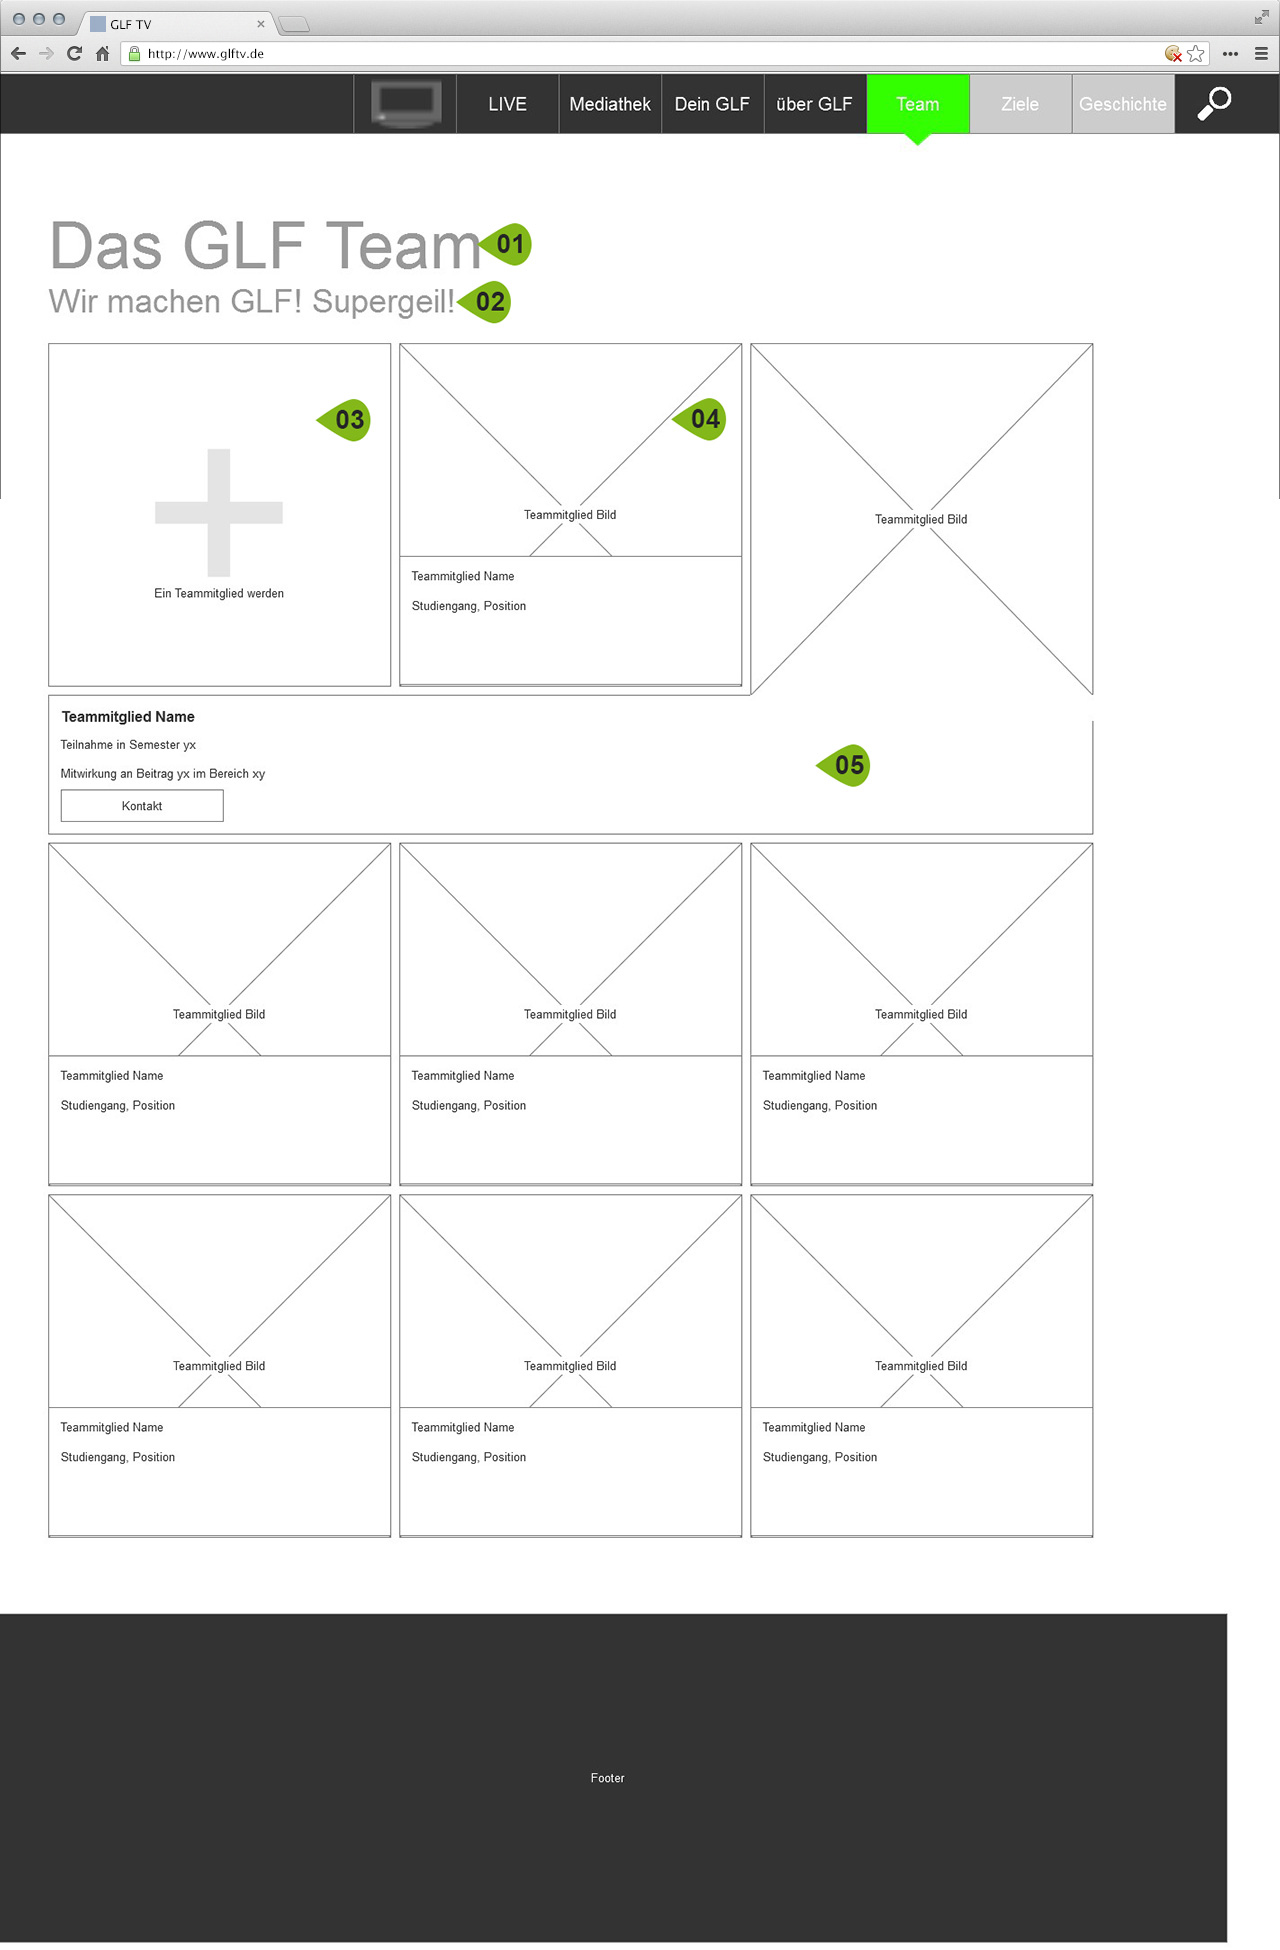 GLF TV
http://www.glftv.de
LIVE Mediathek Dein GLF über GLF Team Ziele Geschichte
Das GLF Team 01
Wir machen GLF! Supergeil! 02
03
Ein Teammitglied werden
04
Teammitglied Bild
Teammitglied Name
Studiengang, Position
Teammitglied Bild
Teammitglied Name
Teilnahme in Semester yx
Mitwirkung an Beitrag yx im Bereich xy
Kontakt
05
Teammitglied Bild
Teammitglied Name
Studiengang, Position
Teammitglied Bild
Teammitglied Name
Studiengang, Position
Teammitglied Bild
Teammitglied Name
Studiengang, Position
Teammitglied Bild
Teammitglied Name
Studiengang, Position
Teammitglied Bild
Teammitglied Name
Studiengang, Position
Teammitglied Bild
Teammitglied Name
Studiengang, Position
Footer